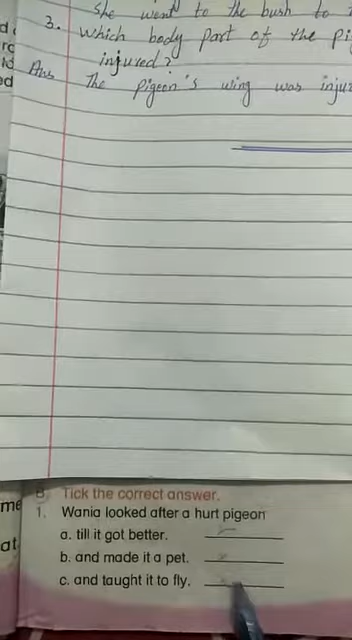 She went to the bush to
3. Which body part of the
injured?
Ans The pigeon's wing was
me
at
B. Tick the correct answer.
1. Wania looked after a hurt pigeon
a. till it got better.
b. and made it a pet.
c. and taught it to fly.